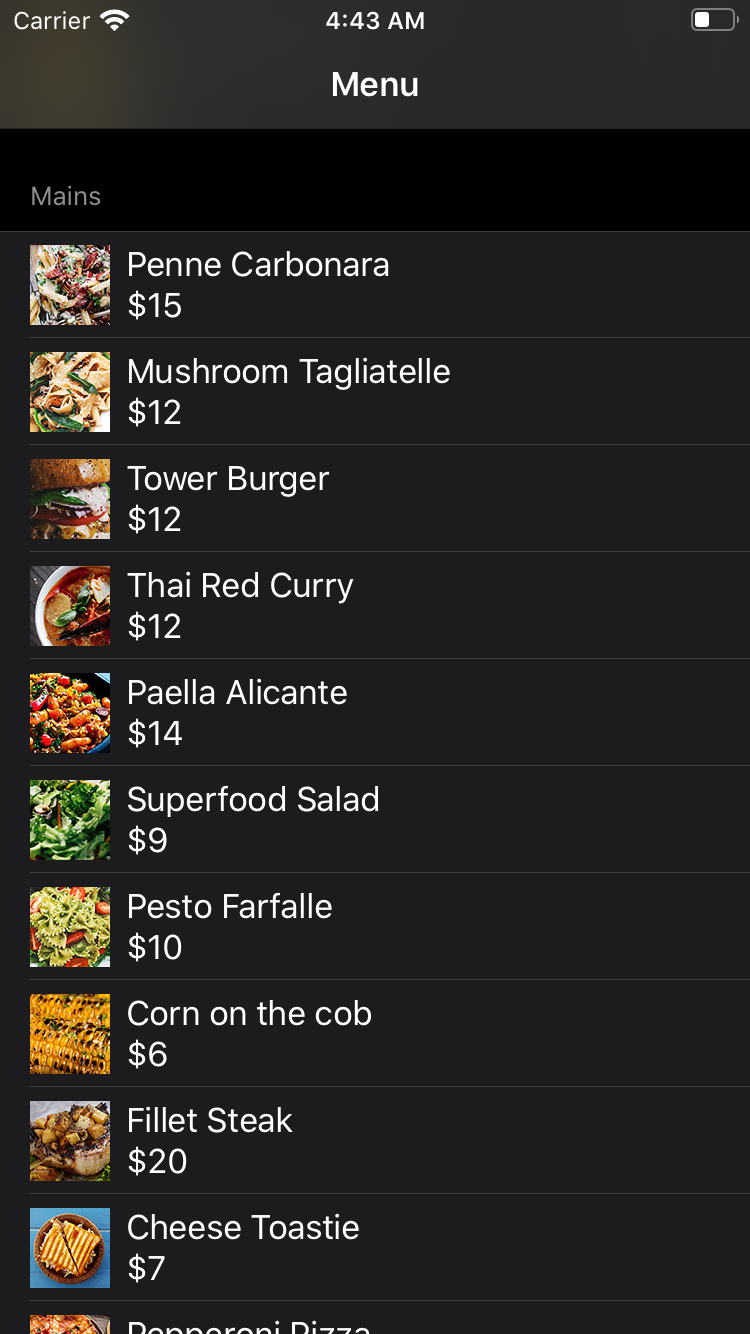 Carrier 4:43 AM
Menu
Mains
Penne Carbonara
$15
Mushroom Tagliatelle
$12
Tower Burger
$12
Thai Red Curry
$12
Paella Alicante
$14
Superfood Salad
$9
Pesto Farfalle
$10
Corn on the cob
$6
Fillet Steak
$20
Cheese Toastie
$7
Pepperoni Pizza